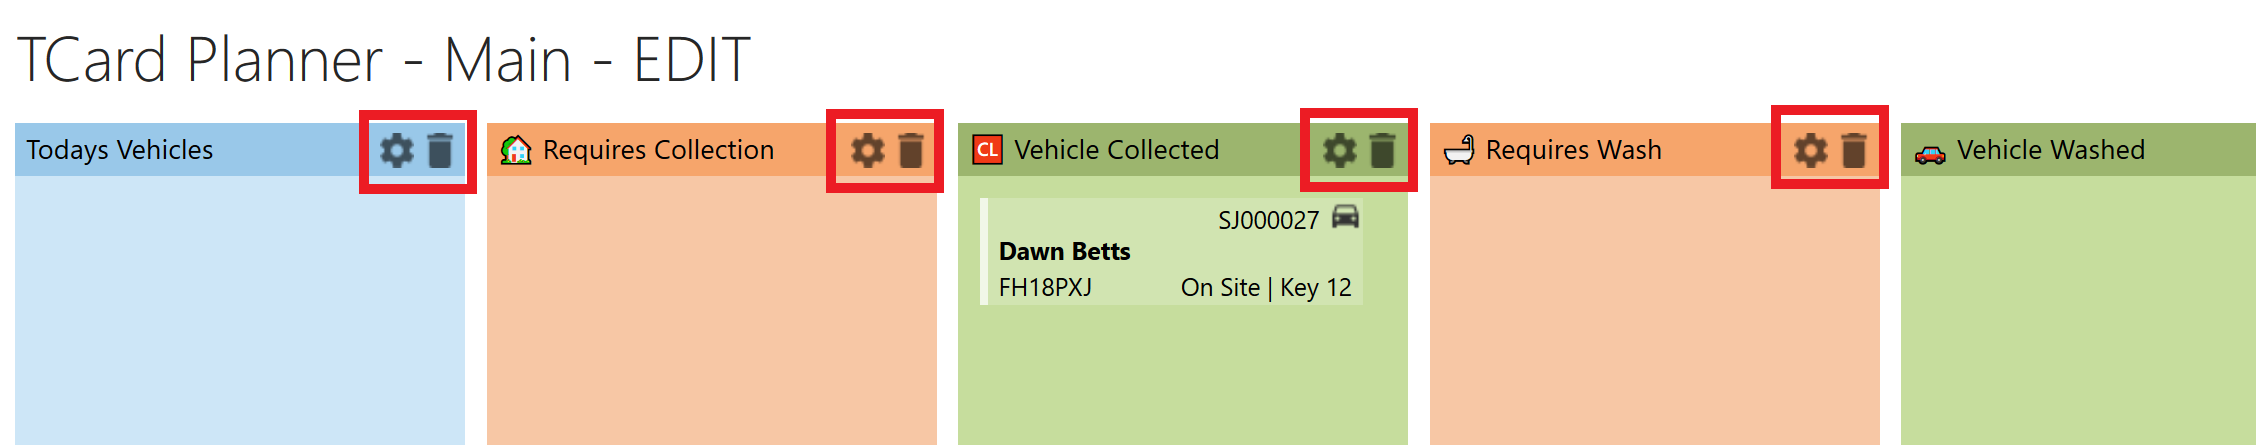 TCard Planner - Main - EDIT
Todays Vehicles
Requires Collection
CL Vehicle Collected
Requires Wash
Vehicle Washed
SJ000027
Dawn Betts
FH18PXJ On Site | Key 12